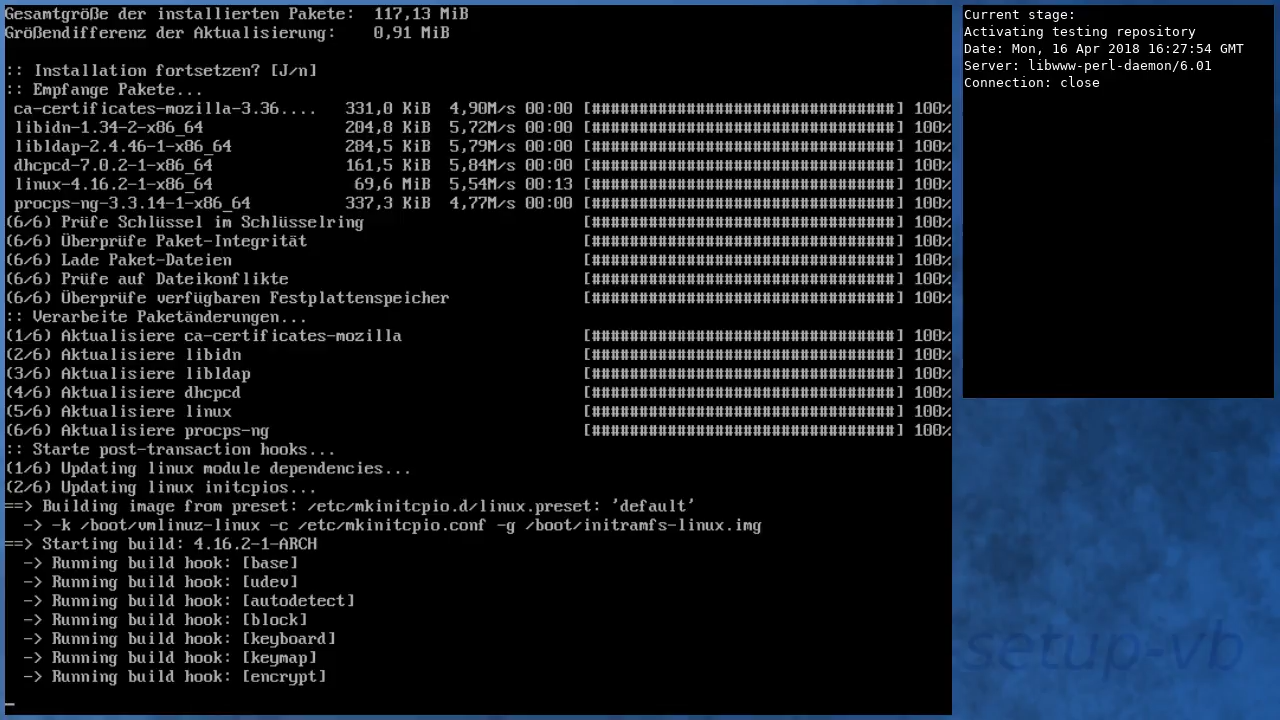 Gesamtgröße der installierten Pakete:  117,13 MiB
Größendifferenz der Aktualisierung:    0,91 MiB
:: Installation fortsetzen? [J/n]
:: Empfange Pakete...
 ca-certificates-mozilla-3.36....   331,0 KiB  4,90M/s 00:00 [################################] 100%
 libidn-1.34-2-x86_64               204,8 KiB  5,72M/s 00:00 [################################] 100%
 libldap-2.4.46-1-x86_64            284,5 KiB  5,79M/s 00:00 [################################] 100%
 dhcpcd-7.0.2-1-x86_64              161,5 KiB  5,84M/s 00:00 [################################] 100%
 linux-4.16.2-1-x86_64               69,6 MiB  5,54M/s 00:13 [################################] 100%
 procps-ng-3.3.14-1-x86_64          337,3 KiB  4,77M/s 00:00 [################################] 100%
(6/6) Prüfe Schlüssel im Schlüsselring                       [################################] 100%
(6/6) Überprüfe Paket-Integrität                             [################################] 100%
(6/6) Lade Paket-Dateien                                     [################################] 100%
(6/6) Prüfe auf Dateikonflikte                               [################################] 100%
(6/6) Überprüfe verfügbaren Festplattenspeicher              [################################] 100%
:: Verarbeite Paketänderungen...
(1/6) Aktualisiere ca-certificates-mozilla                   [################################] 100%
(2/6) Aktualisiere libidn                                    [################################] 100%
(3/6) Aktualisiere libldap                                   [################################] 100%
(4/6) Aktualisiere dhcpcd                                    [################################] 100%
(5/6) Aktualisiere linux                                     [################################] 100%
(6/6) Aktualisiere procps-ng                                 [################################] 100%
:: Starte post-transaction hooks...
(1/6) Updating linux module dependencies...
(2/6) Updating linux initcpios...
==> Building image from preset: /etc/mkinitcpio.d/linux.preset: 'default'
  -> -k /boot/vmlinuz-linux -c /etc/mkinitcpio.conf -g /boot/initramfs-linux.img
==> Starting build: 4.16.2-1-ARCH
  -> Running build hook: [base]
  -> Running build hook: [udev]
  -> Running build hook: [autodetect]
  -> Running build hook: [block]
  -> Running build hook: [keyboard]
  -> Running build hook: [keymap]
  -> Running build hook: [encrypt]
_
Current stage:
Activating testing repository
Date: Mon, 16 Apr 2018 16:27:54 GMT
Server: libwww-perl-daemon/6.01
Connection: close
setup-vb